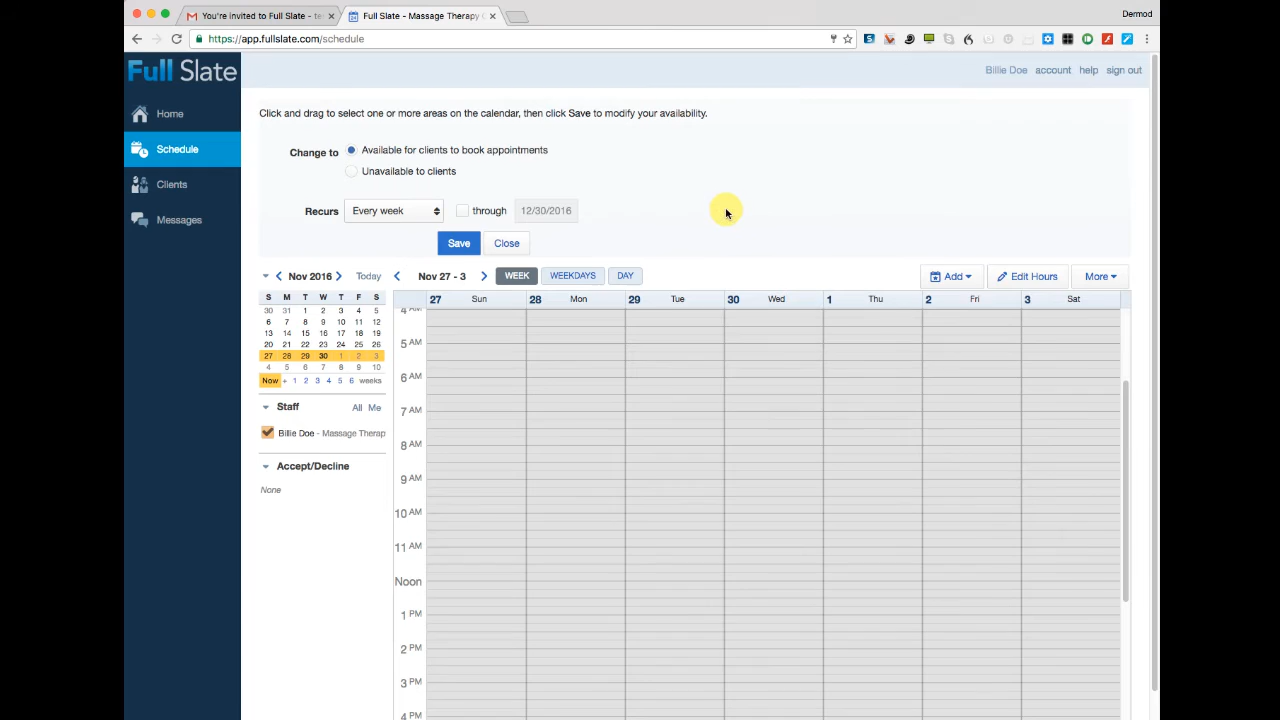 You're invited to Full Slate - te
Full Slate - Massage Therapy C
Dermod
https://app.fullslate.com/schedule
Full Slate
Billie Doe account help sign out
Home
Schedule
Clients
Messages
Click and drag to select one or more areas on the calendar, then click Save to modify your availability.
Change to Available for clients to book appointments
Unavailable to clients
Recurs Every week through 12/30/2016
Save Close
Nov 2016 Today
Nov 27 - 3 WEEK WEEKDAYS DAY
Add Edit Hours More
S M T W T F S
30 31 1 2 3 4 5
6 7 8 9 10 11 12
13 14 15 16 17 18 19
20 21 22 23 24 25 26
27 28 29 30 1 2 3
4 5 6 7 8 9 10
Now + 1 2 3 4 5 6 weeks
Staff All Me
Billie Doe - Massage Therap
Accept/Decline
None
27 Sun 28 Mon 29 Tue 30 Wed 1 Thu 2 Fri 3 Sat
4 AM
5 AM
6 AM
7 AM
8 AM
9 AM
10 AM
11 AM
Noon
1 PM
2 PM
3 PM
4 PM